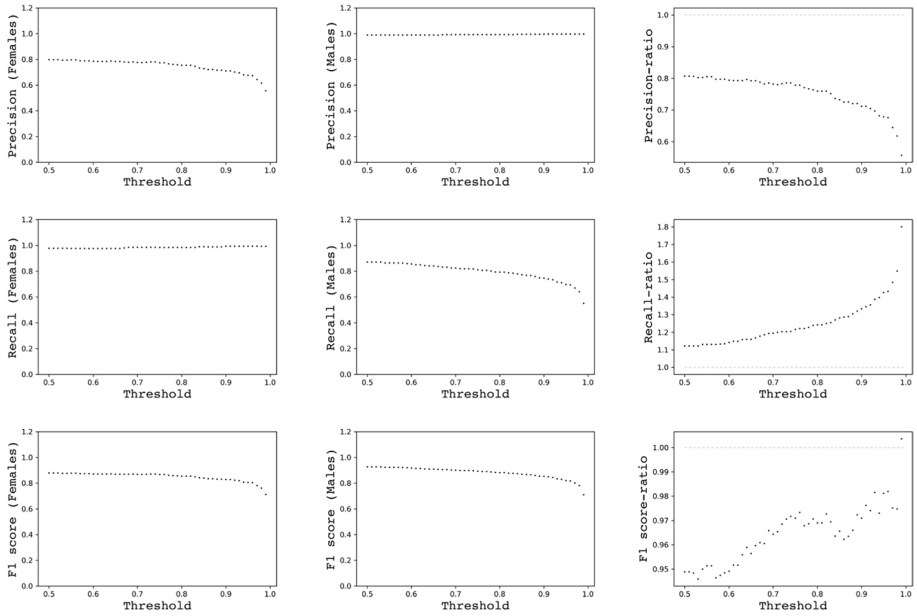 Precision (Females)
1.2
1.0
0.8
0.6
0.4
0.2
0.0
0.5 0.6 0.7 0.8 0.9 1.0
Threshold
Precision (Males)
1.2
1.0
0.8
0.6
0.4
0.2
0.0
0.5 0.6 0.7 0.8 0.9 1.0
Threshold
Precision-ratio
1.0
0.9
0.8
0.7
0.6
0.5 0.6 0.7 0.8 0.9 1.0
Threshold
Recall (Females)
1.2
1.0
0.8
0.6
0.4
0.2
0.0
0.5 0.6 0.7 0.8 0.9 1.0
Threshold
Recall (Males)
1.2
1.0
0.8
0.6
0.4
0.2
0.0
0.5 0.6 0.7 0.8 0.9 1.0
Threshold
Recall-ratio
1.8
1.7
1.6
1.5
1.4
1.3
1.2
1.1
1.0
0.5 0.6 0.7 0.8 0.9 1.0
Threshold
F1 score (Females)
1.2
1.0
0.8
0.6
0.4
0.2
0.0
0.5 0.6 0.7 0.8 0.9 1.0
Threshold
F1 score (Males)
1.2
1.0
0.8
0.6
0.4
0.2
0.0
0.5 0.6 0.7 0.8 0.9 1.0
Threshold
F1 score-ratio
1.00
0.99
0.98
0.97
0.96
0.95
0.5 0.6 0.7 0.8 0.9 1.0
Threshold